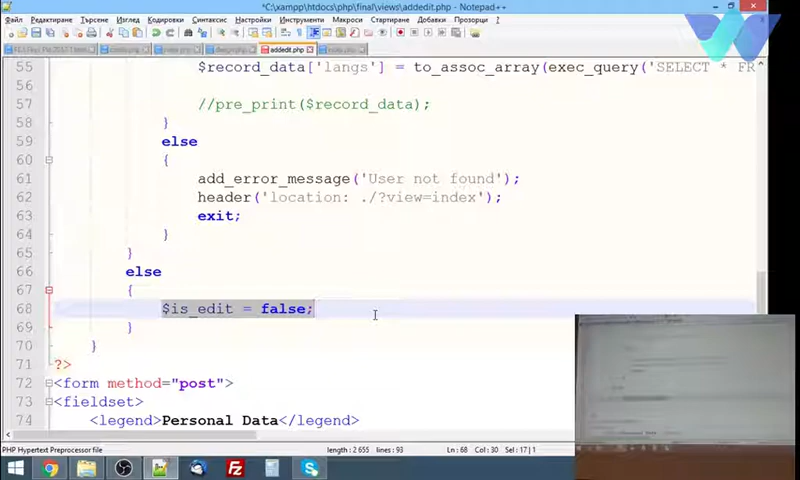 *C:\xampp\htdocs\php\final\views\addedit.php - Notepad++
Файл Редактиране Търсене Изглед Кодировки Синтаксис Настройки Инструменти Макроси Стартиране Добавки Прозорци ?
addedit.php
55 $record_data['langs'] = to_assoc_array(exec_query('SELECT * FR
56
57 //pre_print($record_data);
58 }
59 else
60 {
61 add_error_message('User not found');
62 header('location: ./?view=index');
63 exit;
64 }
65 }
66 else
67 {
68 $is_edit = false;
69 }
70 }
71 ?>
72 <form method="post">
73 <fieldset>
74 <legend>Personal Data</legend>
PHP Hypertext Preprocessor file length : 2 655 lines : 93 Ln : 68 Col : 30 Sel : 17 | 1